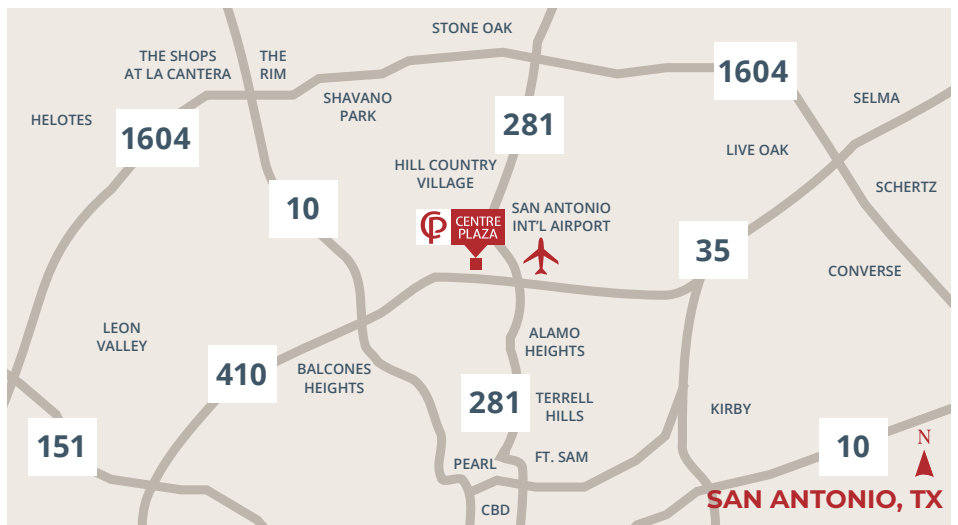 STONE OAK
THE SHOPS
AT LA CANTERA
THE
RIM
1604
SHAVANO
PARK
SELMA
HELOTES
1604
281
LIVE OAK
HILL COUNTRY
VILLAGE
SCHERTZ
10
SAN ANTONIO
INT'L AIRPORT
CP
CENTRE
PLAZA
35
CONVERSE
LEON
VALLEY
ALAMO
HEIGHTS
410
BALCONES
HEIGHTS
281
TERRELL
HILLS
KIRBY
151
10
N
PEARL
FT. SAM
SAN ANTONIO, TX
CBD